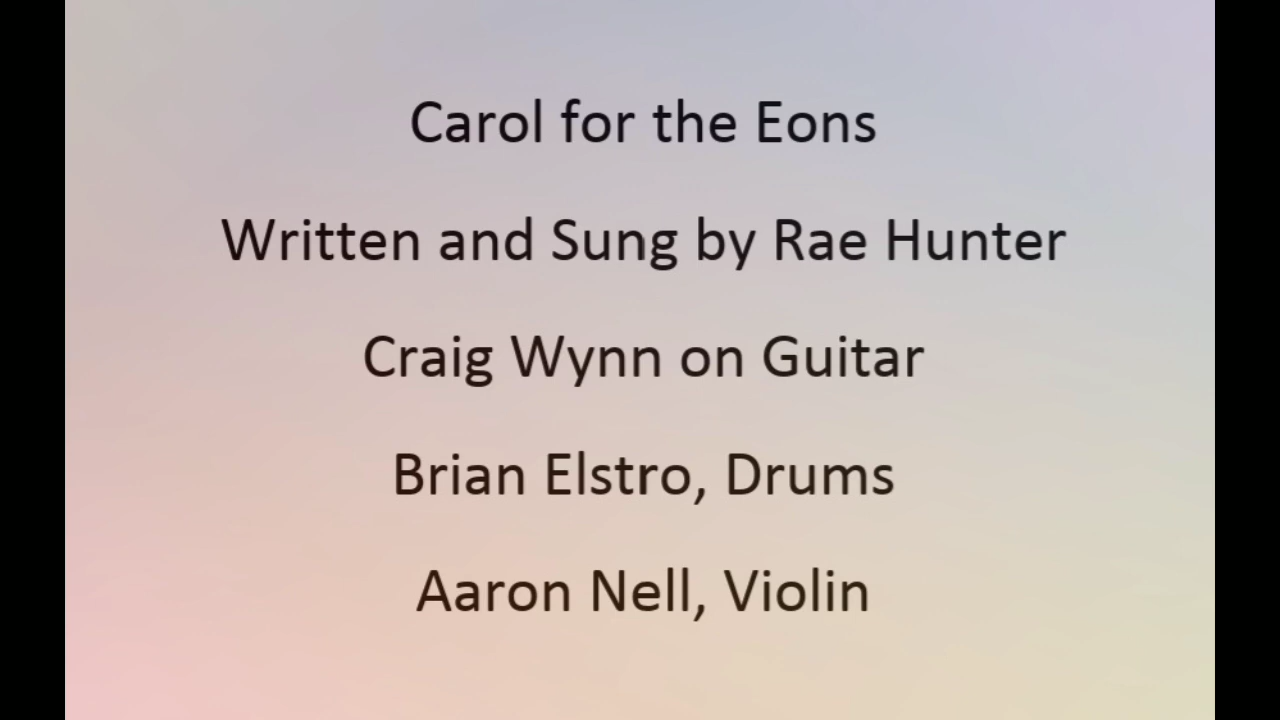 Carol for the Eons
Written and Sung by Rae Hunter
Craig Wynn on Guitar
Brian Elstro, Drums
Aaron Nell, Violin